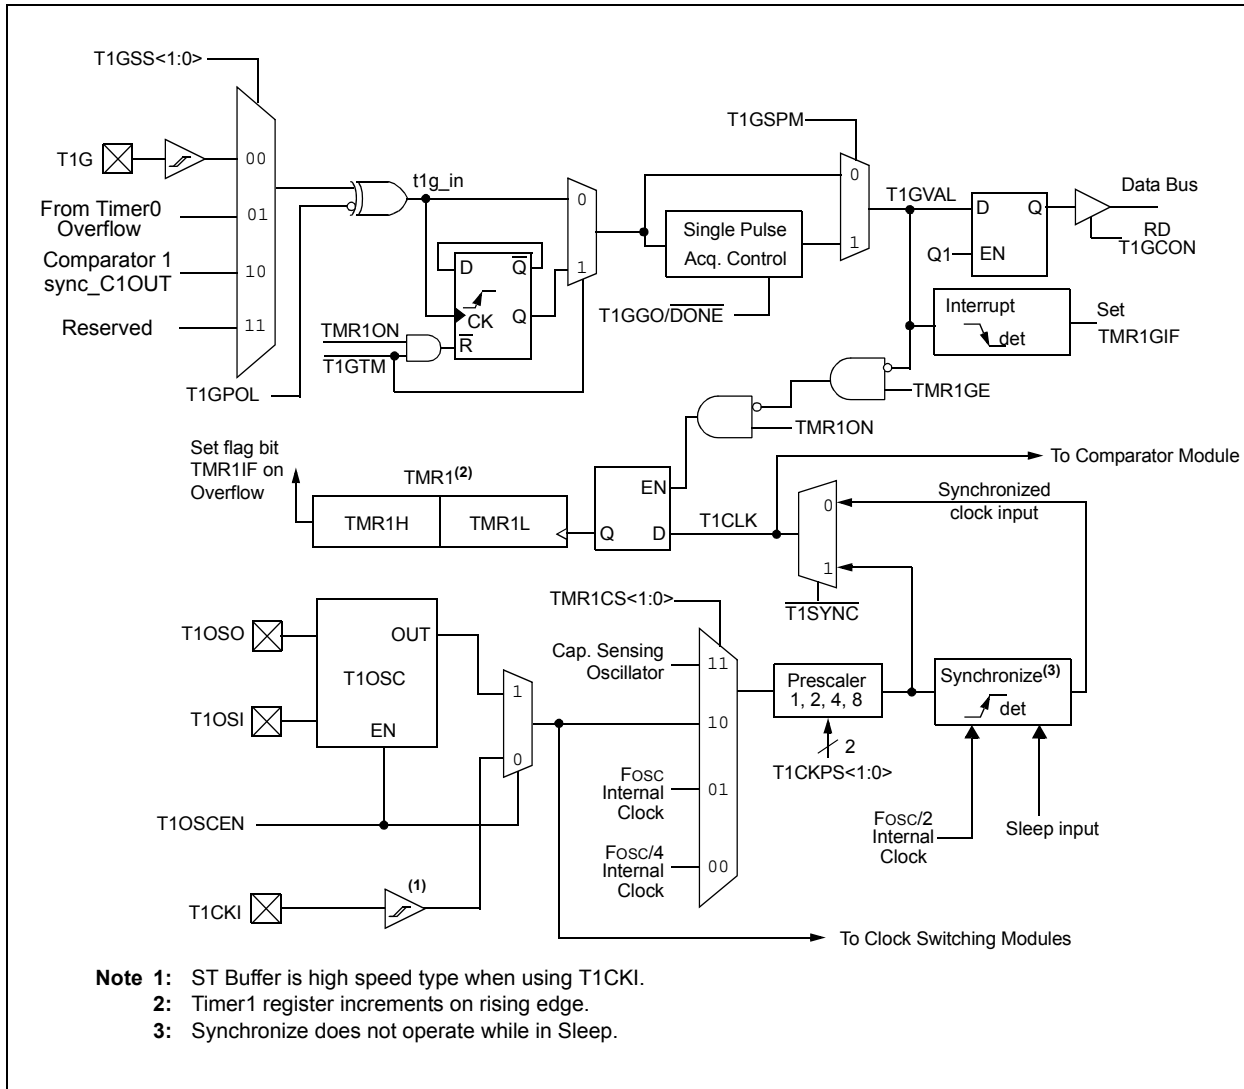 T1GSS<1:0>
T1G
00
From Timer0
Overflow
01
Comparator 1
sync_C1OUT
10
Reserved
11
T1GPOL
t1g_in
D
Q
CK
Q
R
TMR1ON
T1GTM
0
1
T1GSPM
Single Pulse
Acq. Control
T1GGO/DONE
0
1
T1GVAL
D
Q
Q1
EN
Data Bus
RD
T1GCON
Interrupt
det
Set
TMR1GIF
TMR1GE
TMR1ON
Set flag bit
TMR1IF on
Overflow
TMR1(2)
TMR1H
TMR1L
EN
Q
D
T1CLK
To Comparator Module
0
1
T1SYNC
Synchronized
clock input
T1OSO
T1OSI
OUT
T1OSC
EN
1
0
T1OSCEN
T1CKI
(1)
TMR1CS<1:0>
Cap. Sensing
Oscillator
11
10
FOSC
Internal
Clock
01
FOSC/4
Internal
Clock
00
Prescaler
1, 2, 4, 8
2
T1CKPS<1:0>
Synchronize(3)
det
FOSC/2
Internal
Clock
Sleep input
To Clock Switching Modules
Note 1: ST Buffer is high speed type when using T1CKI.
2: Timer1 register increments on rising edge.
3: Synchronize does not operate while in Sleep.